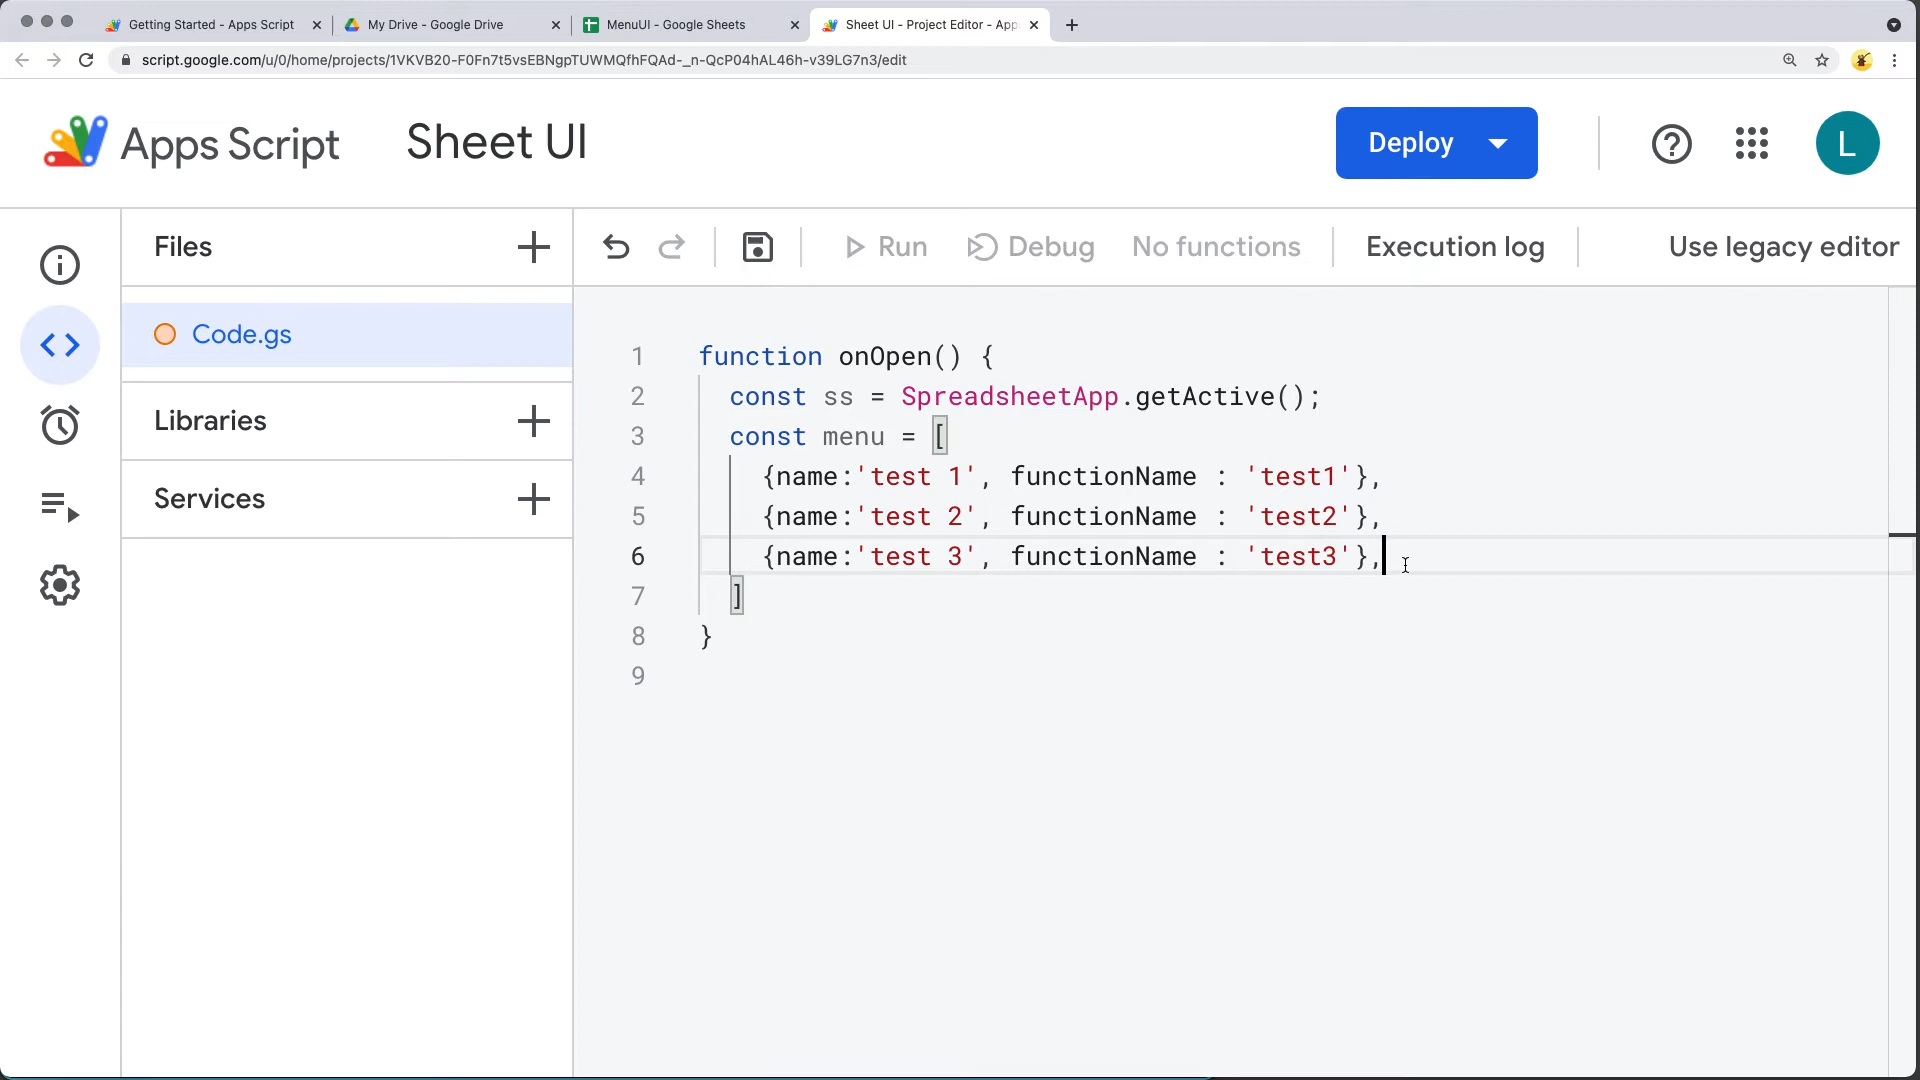 Getting Started - Apps Script
My Drive - Google Drive
MenuUI - Google Sheets
Sheet UI - Project Editor - App
script.google.com/u/0/home/projects/1VKVB20-F0Fn7t5vsEBNgpTUWMQfhFQAd-_n-QcP04hAL46h-v39LG7n3/edit
Apps Script
Sheet UI
Deploy
L
Files
Run
Debug
No functions
Execution log
Use legacy editor
Code.gs
Libraries
Services
1 function onOpen() {
2 const ss = SpreadsheetApp.getActive();
3 const menu = [
4 {name:'test 1', functionName : 'test1'},
5 {name:'test 2', functionName : 'test2'},
6 {name:'test 3', functionName : 'test3'},
7 ]
8 }
9